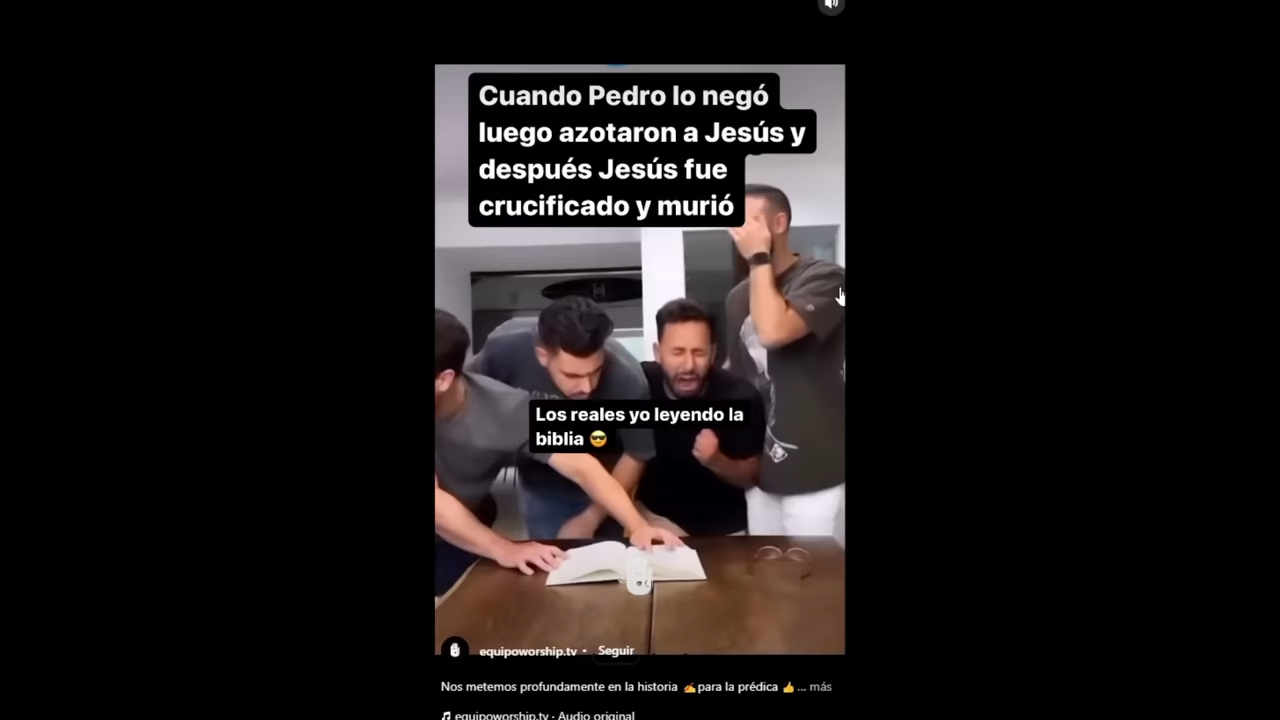 Cuando Pedro lo negó
luego azotaron a Jesús y
después Jesús fue
crucificado y murió
Los reales yo leyendo la
biblia 😎
equipoworship.tv • Seguir
Nos metemos profundamente en la historia ✍️para la prédica 👍... más
equipoworship.tv · Audio original